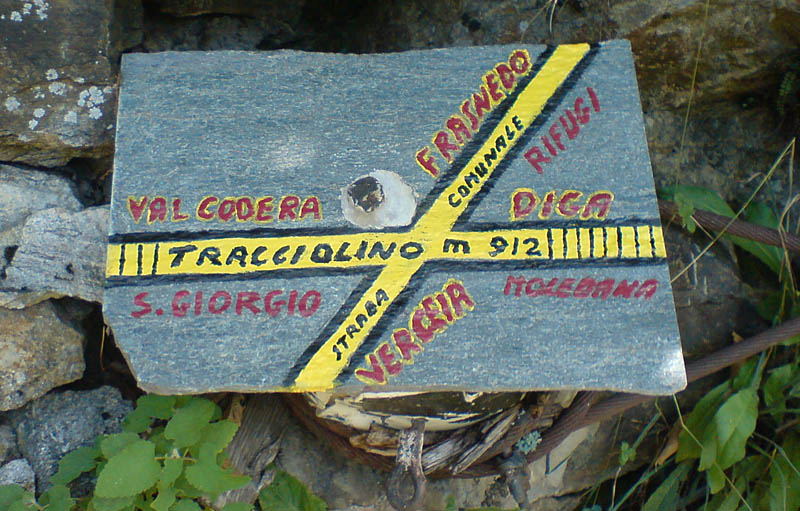 FRASNEDO
RIFUGI
STRADA COMUNALE
VAL CODERA
DIGA
TRACCIOLINO m 912
S. GIORGIO
MOLEDANA
VERCEIA